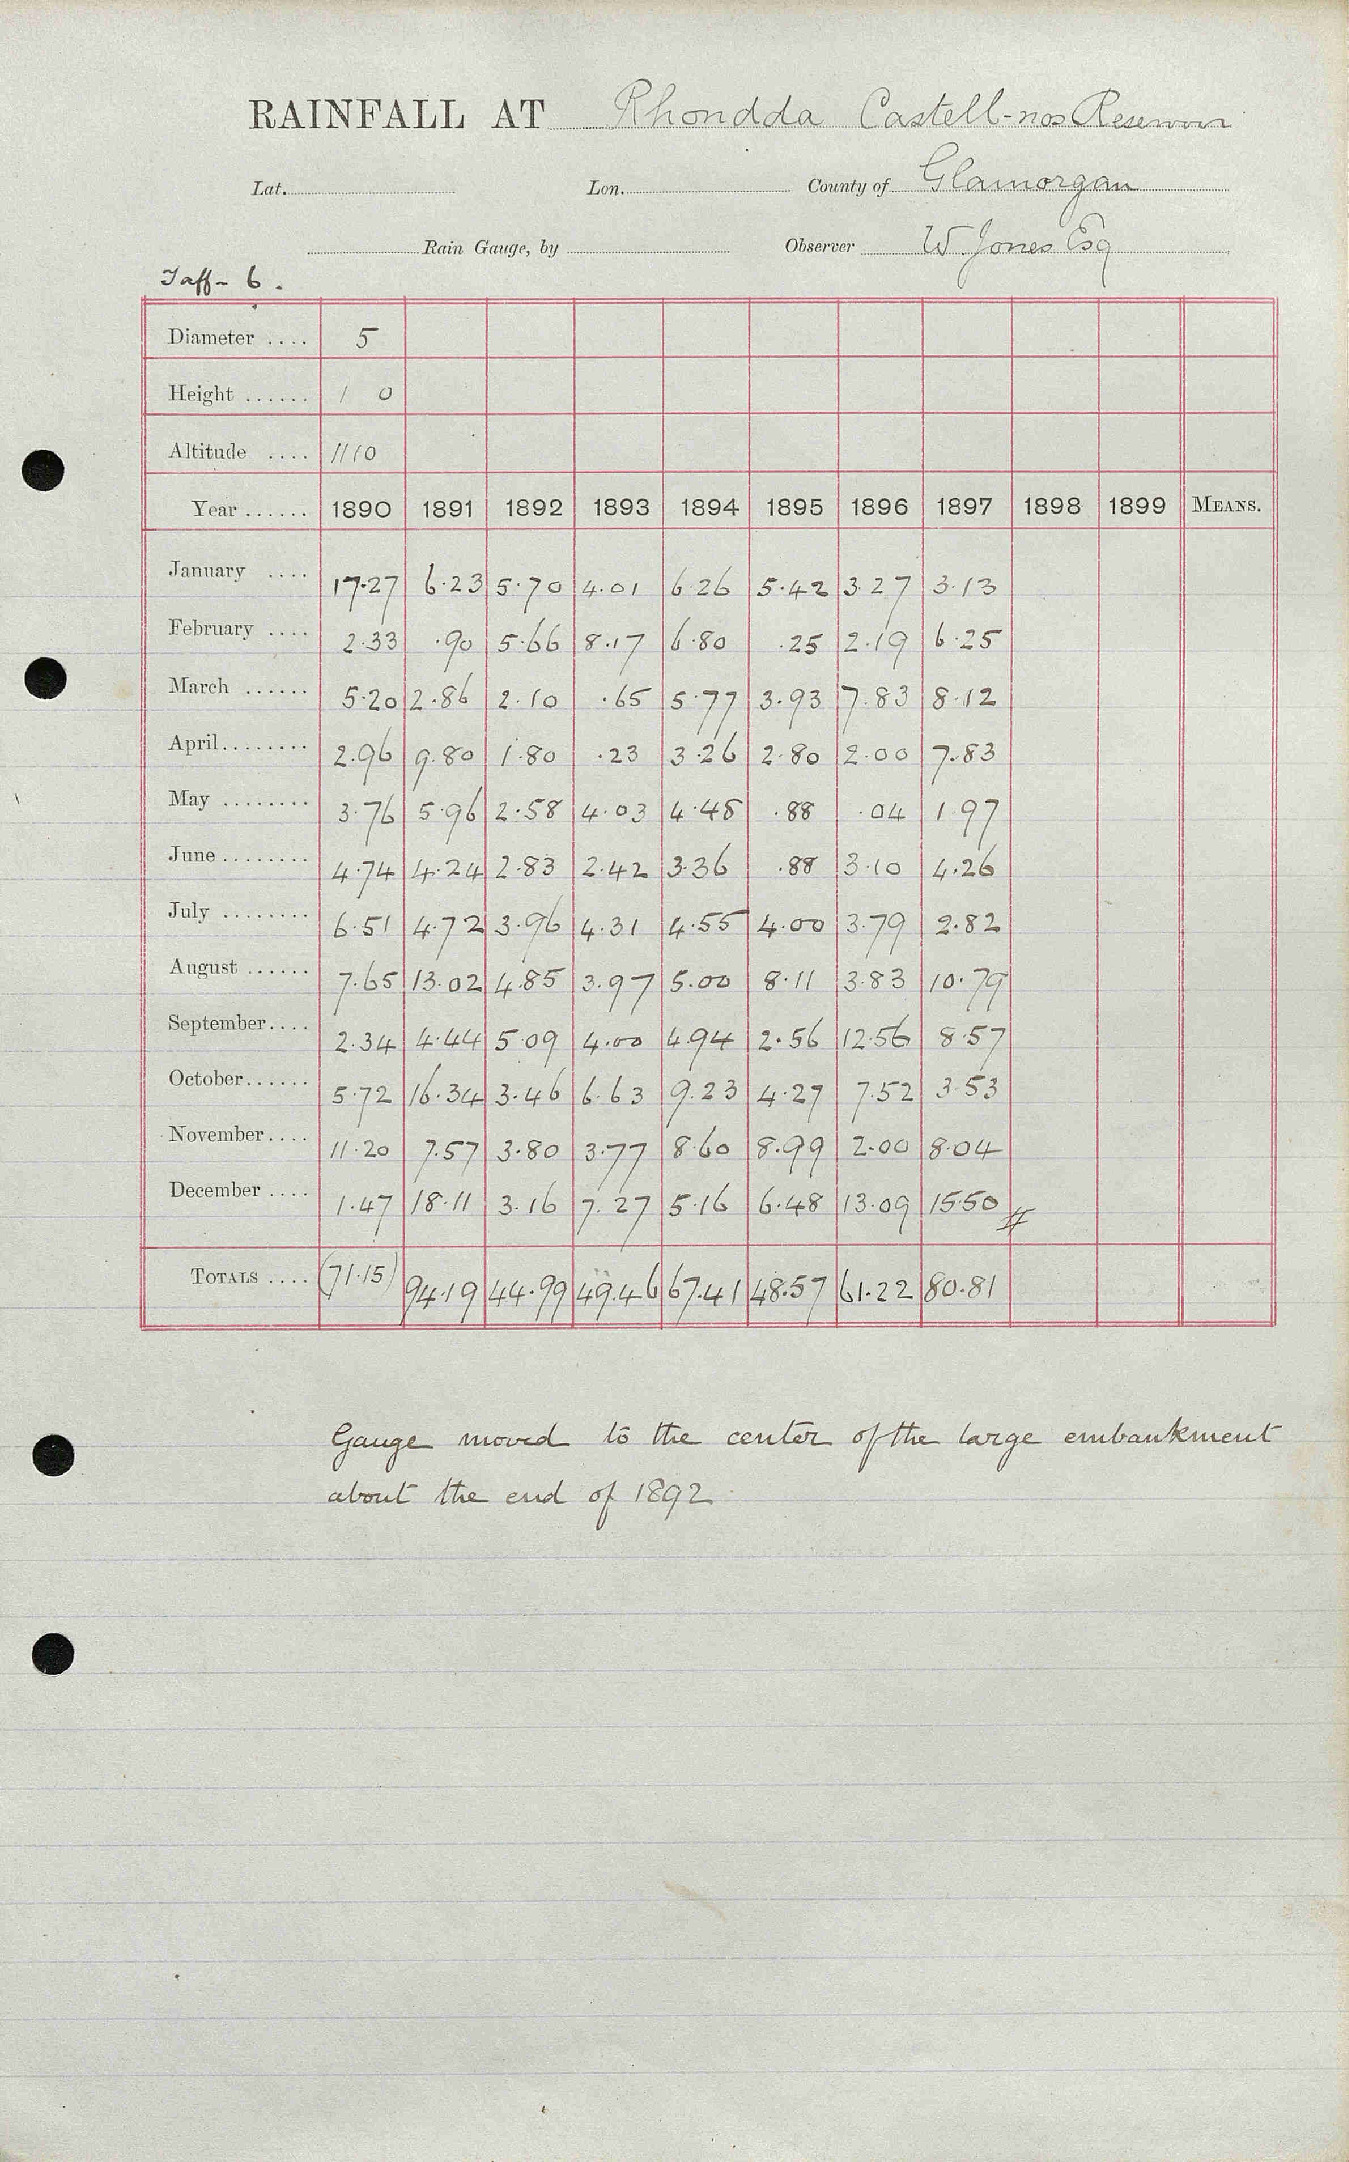 RAINFALL AT Rhondda Castell-nos Reservoir
Lat. Lon. County of Glamorgan
Rain Gauge, by Observer W Jones Esq
Taff- 6.
Diameter .... 5
Height ...... 1 0
Altitude .... 1110
Year ...... 1890 1891 1892 1893 1894 1895 1896 1897 1898 1899 MEANS.
January .... 17.27 6.23 5.70 4.01 6.26 5.42 3.27 3.13
February .... 2.33 .90 5.66 8.17 6.80 .25 2.19 6.25
March ...... 5.20 2.86 2.10 .65 5.77 3.93 7.83 8.12
April........ 2.96 9.80 1.80 .23 3.26 2.80 2.00 7.83
May ........ 3.76 5.96 2.58 4.03 4.48 .88 .04 1.97
June ........ 4.74 4.24 2.83 2.42 3.36 .88 3.10 4.26
July ........ 6.51 4.72 3.96 4.31 4.55 4.00 3.79 2.82
August ...... 7.65 13.02 4.85 3.97 5.00 8.11 3.83 10.79
September.... 2.34 4.44 5.09 4.00 4.94 2.56 12.56 8.57
October...... 5.72 16.34 3.46 6.63 9.23 4.27 7.52 3.53
November.... 11.20 7.57 3.80 3.77 8.60 8.99 2.00 8.04
December .... 1.47 18.11 3.16 7.27 5.16 6.48 13.09 15.50
TOTALS .... (71.15) 94.19 44.99 49.46 67.41 48.57 61.22 80.81
Gauge moved to the center of the large embankment
about the end of 1892